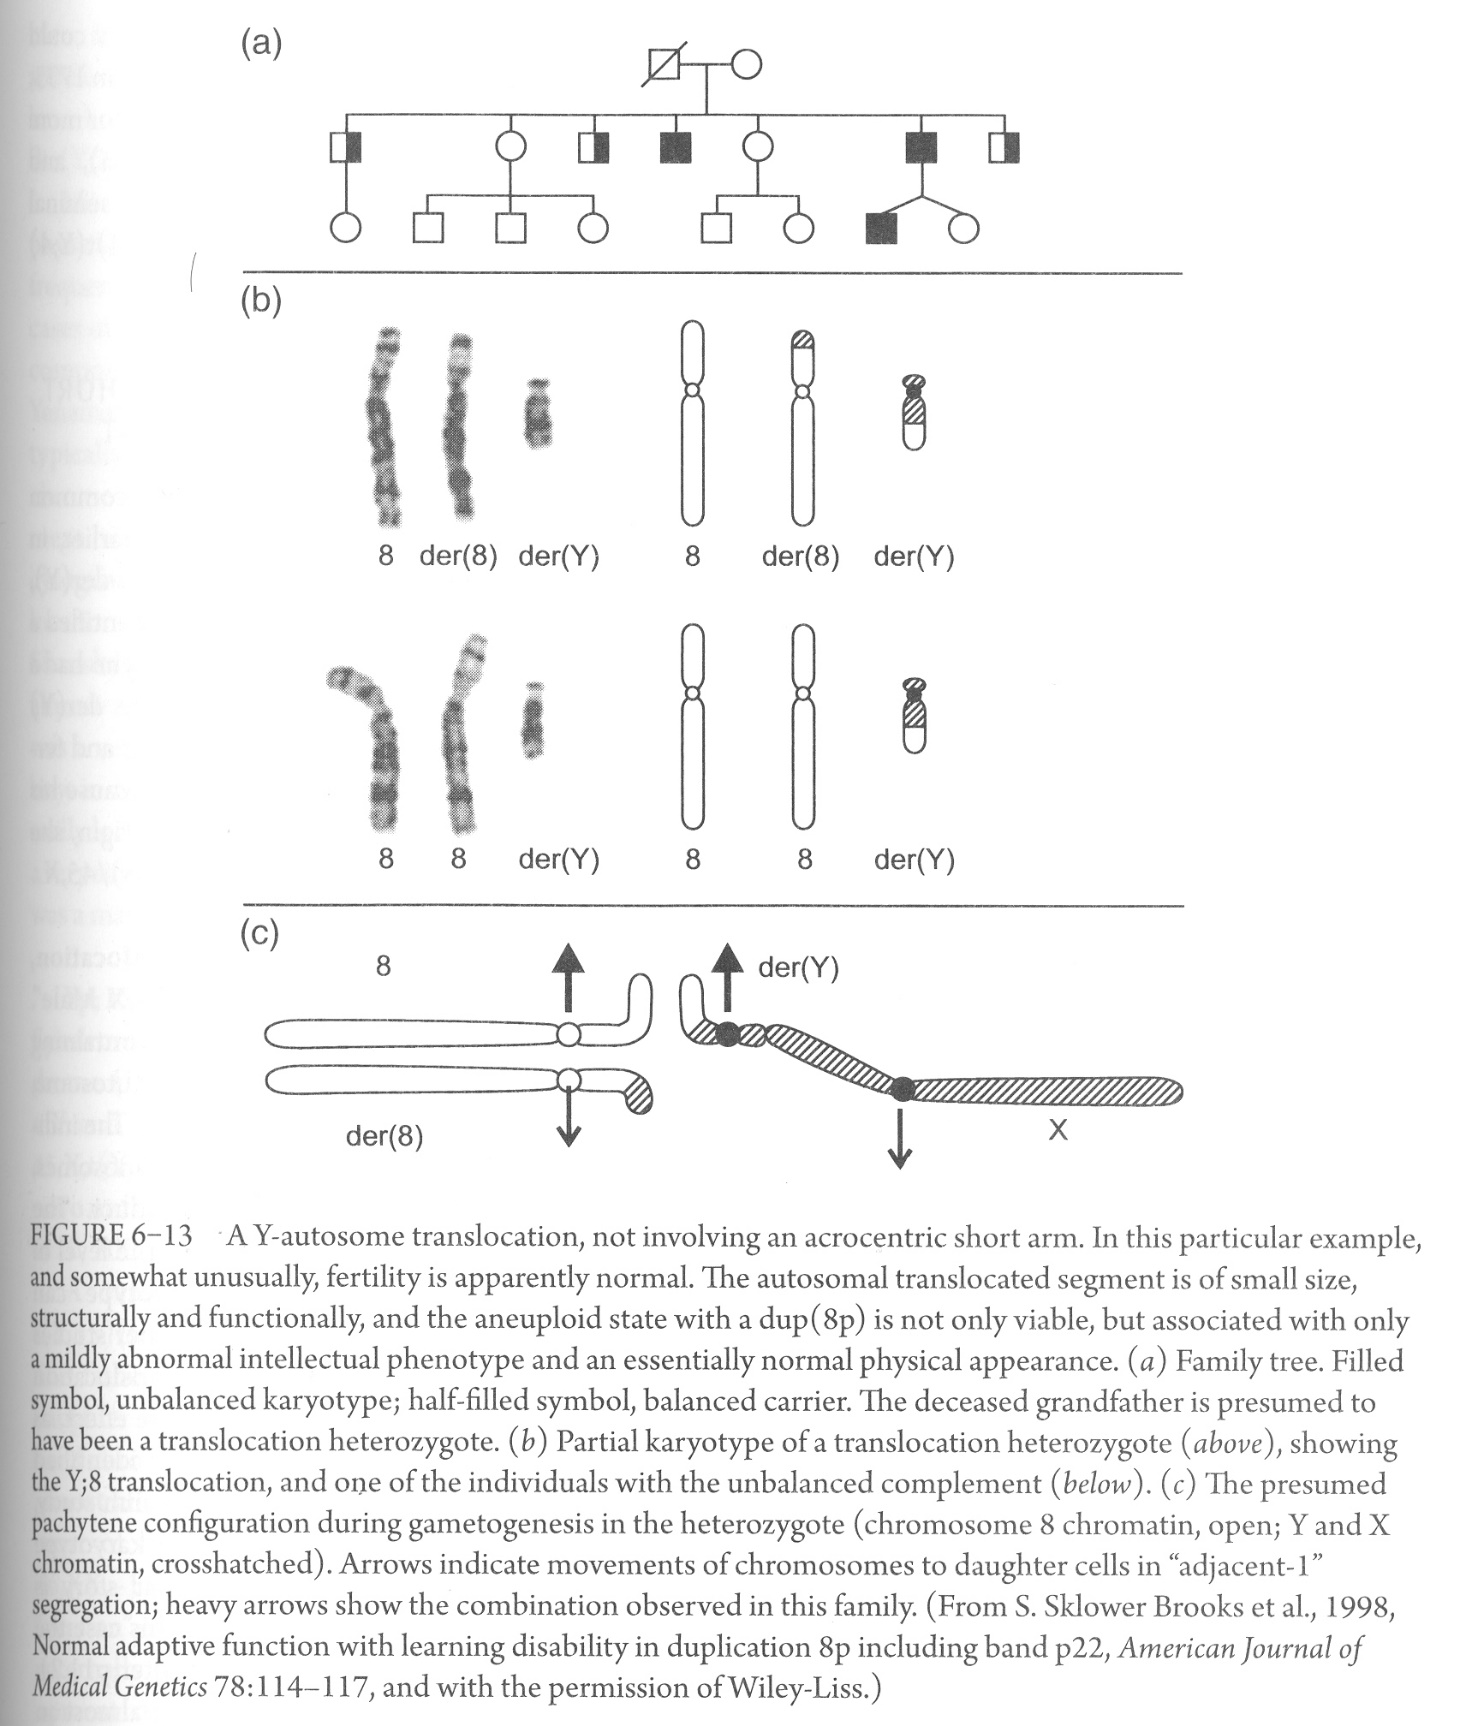 (a)
(b)
8 der(8) der(Y) 8 der(8) der(Y)
8 8 der(Y) 8 8 der(Y)
(c)
8 der(Y)
der(8) X
FIGURE 6–13 A Y-autosome translocation, not involving an acrocentric short arm. In this particular example,
and somewhat unusually, fertility is apparently normal. The autosomal translocated segment is of small size,
structurally and functionally, and the aneuploid state with a dup(8p) is not only viable, but associated with only
a mildly abnormal intellectual phenotype and an essentially normal physical appearance. (a) Family tree. Filled
symbol, unbalanced karyotype; half-filled symbol, balanced carrier. The deceased grandfather is presumed to
have been a translocation heterozygote. (b) Partial karyotype of a translocation heterozygote (above), showing
the Y;8 translocation, and one of the individuals with the unbalanced complement (below). (c) The presumed
pachytene configuration during gametogenesis in the heterozygote (chromosome 8 chromatin, open; Y and X
chromatin, crosshatched). Arrows indicate movements of chromosomes to daughter cells in “adjacent-1”
segregation; heavy arrows show the combination observed in this family. (From S. Sklower Brooks et al., 1998,
Normal adaptive function with learning disability in duplication 8p including band p22, American Journal of
Medical Genetics 78:114–117, and with the permission of Wiley-Liss.)